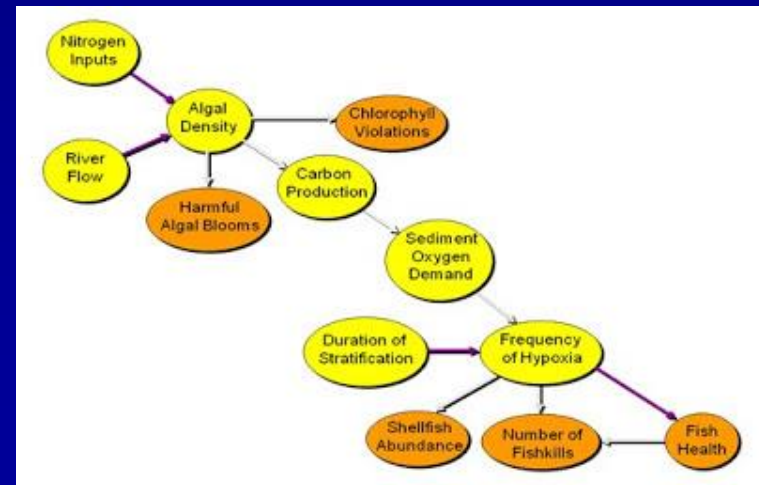 Nitrogen
Inputs
Algal
Density
Chlorophyll
Violations
River
Flow
Carbon
Production
Harmful
Algal Blooms
Sediment
Oxygen
Demand
Duration of
Stratification
Frequency
of Hypoxia
Shellfish
Abundance
Number of
Fishkills
Fish
Health